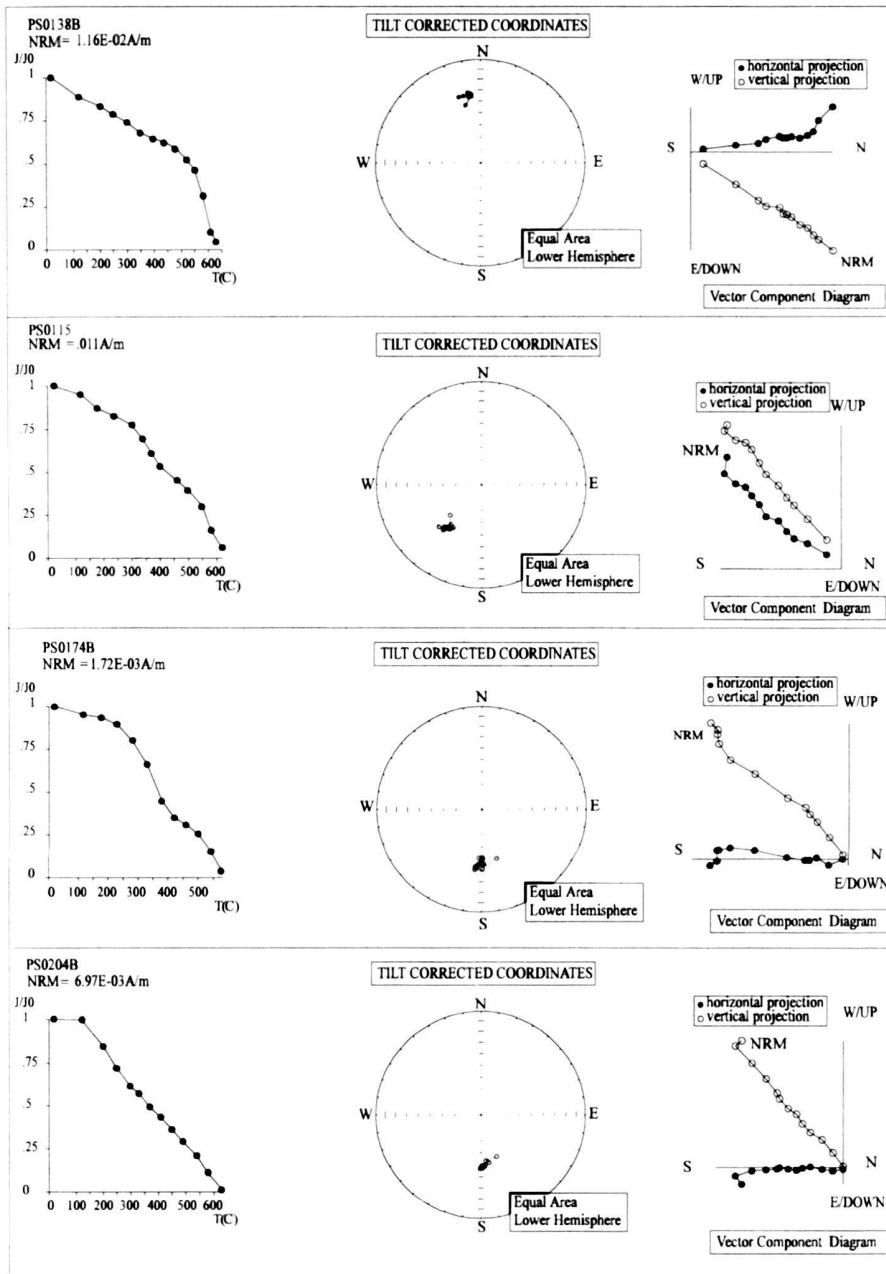 PS0138B
NRM= 1.16E-02A/m
J/J0
1
.75
.5
.25
0
0 100 200 300 400 500 600
T(C)
TILT CORRECTED COORDINATES
N
W E
S
Equal Area
Lower Hemisphere
● horizontal projection
○ vertical projection
W/UP
S N
E/DOWN NRM
Vector Component Diagram
PS0115
NRM =.011A/m
J/J0
1
.75
.5
.25
0
0 100 200 300 400 500 600
T(C)
TILT CORRECTED COORDINATES
N
W E
S
Equal Area
Lower Hemisphere
● horizontal projection
○ vertical projection W/UP
NRM
S N
E/DOWN
Vector Component Diagram
PS0174B
NRM =1.72E-03A/m
J/J0
1
.75
.5
.25
0
0 100 200 300 400 500
T(C)
TILT CORRECTED COORDINATES
N
W E
S
Equal Area
Lower Hemisphere
● horizontal projection
○ vertical projection W/UP
NRM
S N
E/DOWN
Vector Component Diagram
PS0204B
NRM= 6.97E-03A/m
J/J0
1
.75
.5
.25
0
0 100 200 300 400 500 600
T(C)
TILT CORRECTED COORDINATES
N
W E
S
Equal Area
Lower Hemisphere
● horizontal projection
○ vertical projection W/UP
NRM
S N
E/DOWN
Vector Component Diagram